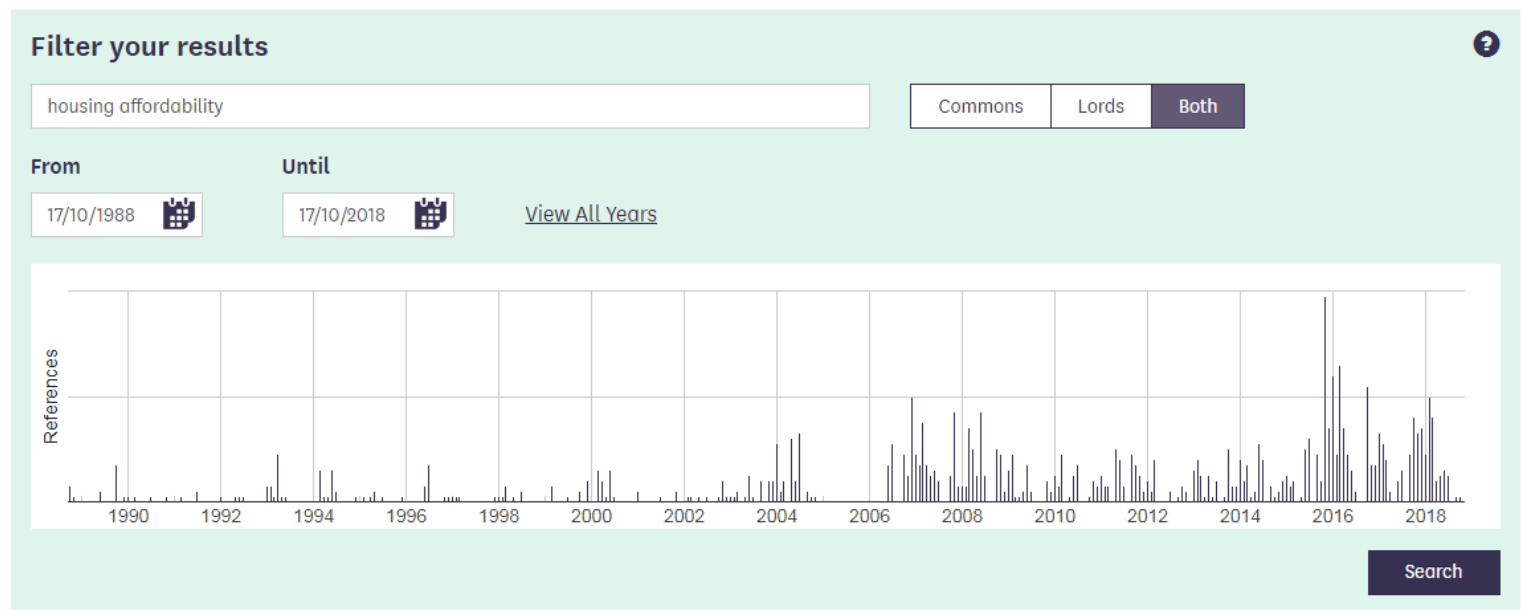 Filter your results
?
housing affordability
Commons Lords Both
From Until
17/10/1988 17/10/2018 View All Years
References
1990 1992 1994 1996 1998 2000 2002 2004 2006 2008 2010 2012 2014 2016 2018
Search